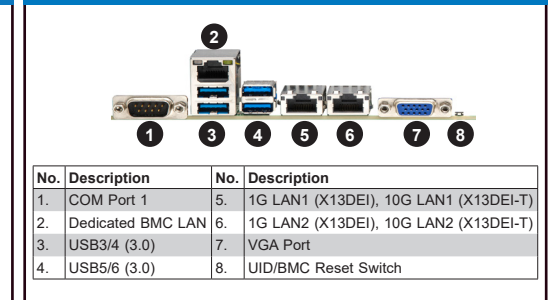 2
1 3 4 5 6 7 8
No. Description No. Description
1. COM Port 1 5. 1G LAN1 (X13DEI), 10G LAN1 (X13DEI-T)
2. Dedicated BMC LAN 6. 1G LAN2 (X13DEI), 10G LAN2 (X13DEI-T)
3. USB3/4 (3.0) 7. VGA Port
4. USB5/6 (3.0) 8. UID/BMC Reset Switch